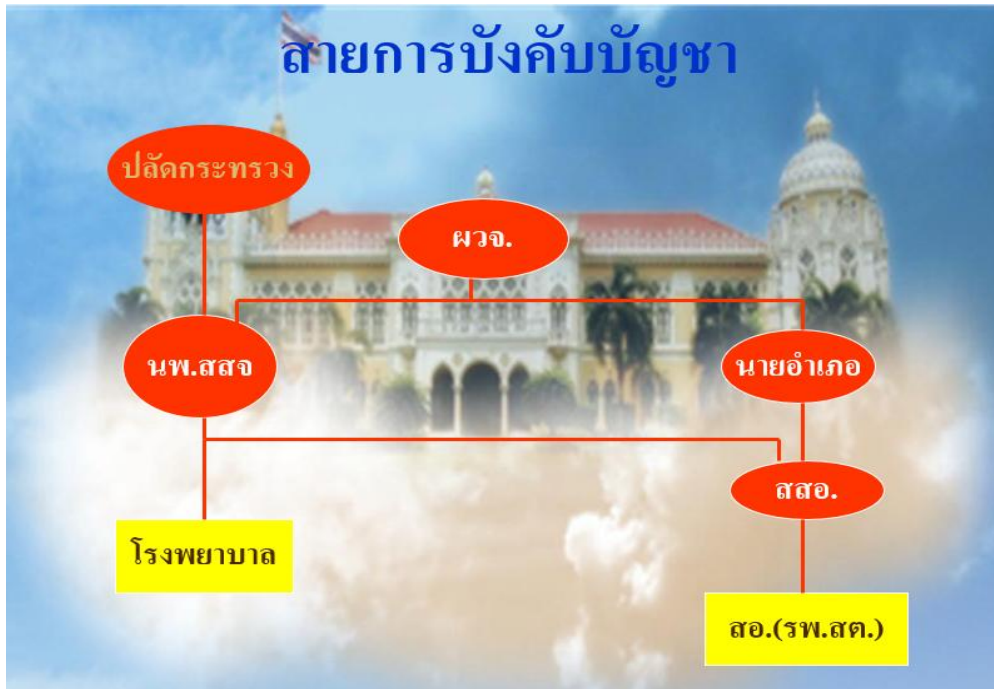 สายการบังคับบัญชา
ปลัดกระทรวง
ผวจ.
นพ.สสจ
นายอำเภอ
สสอ.
โรงพยาบาล
สอ.(รพ.สต.)